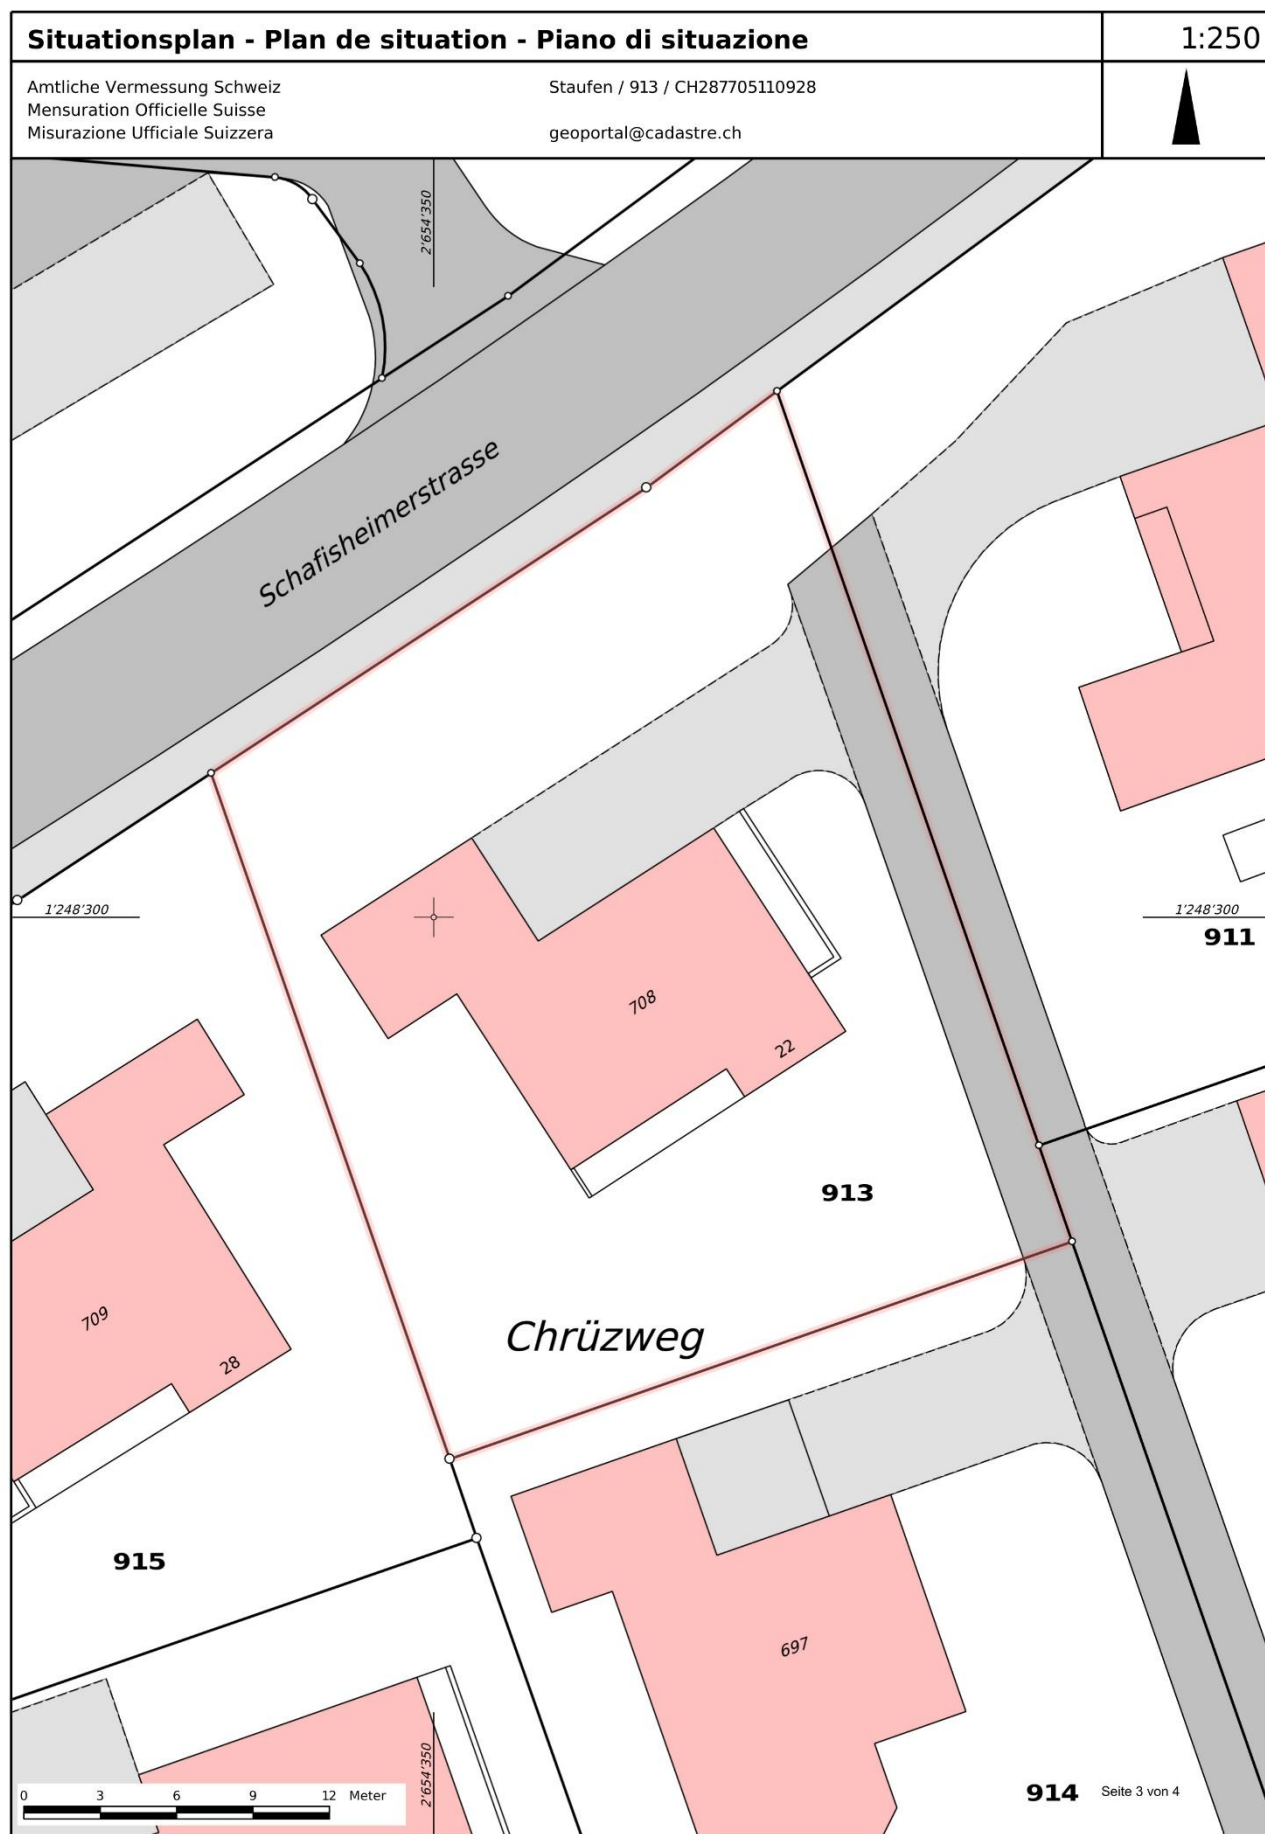 Situationsplan - Plan de situation - Piano di situazione
1:250
Amtliche Vermessung Schweiz
Mensuration Officielle Suisse
Misurazione Ufficiale Suizzera
Staufen / 913 / CH287705110928
geoportal@cadastre.ch
2'654'350
Schafisheimerstrasse
1'248'300
1'248'300
911
708
22
913
709
28
Chrüzweg
915
697
2'654'350
914
Seite 3 von 4
0 3 6 9 12 Meter